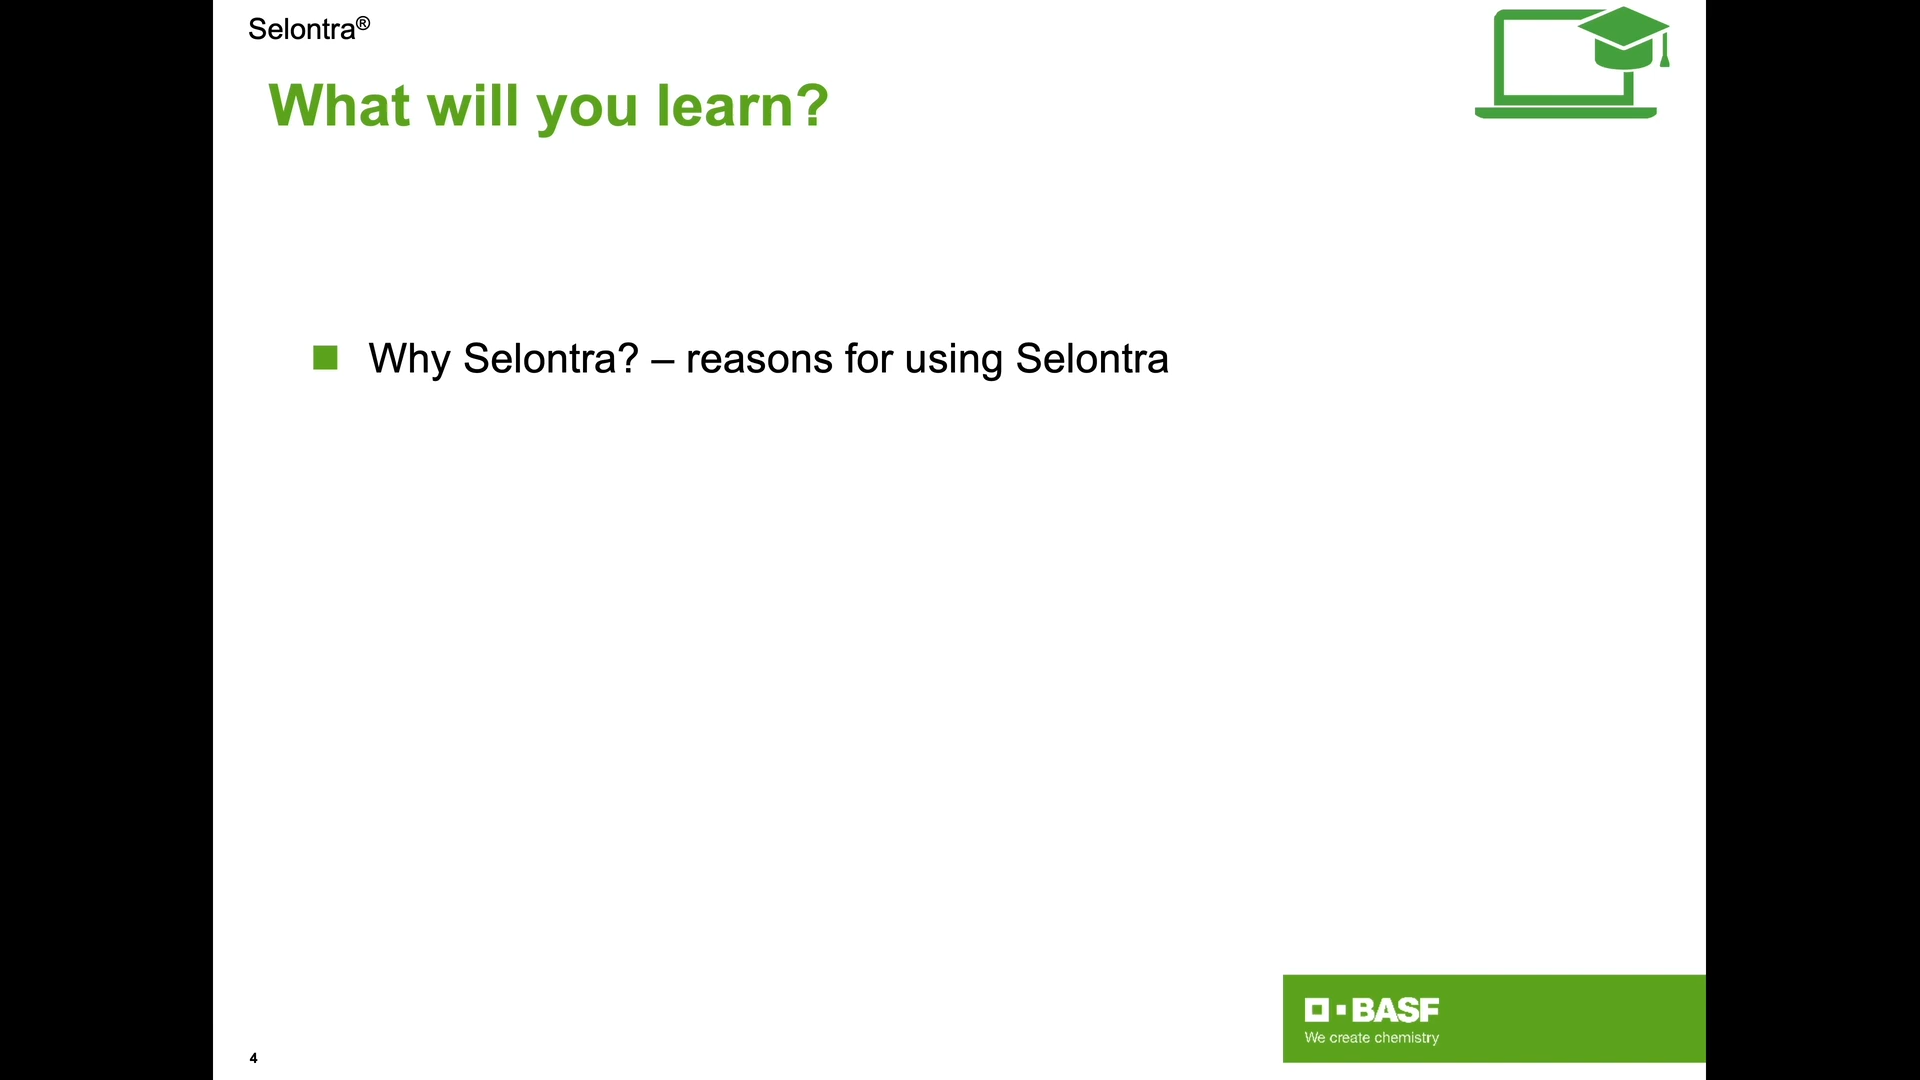 Selontra®
What will you learn?
Why Selontra? – reasons for using Selontra
BASF
We create chemistry
4